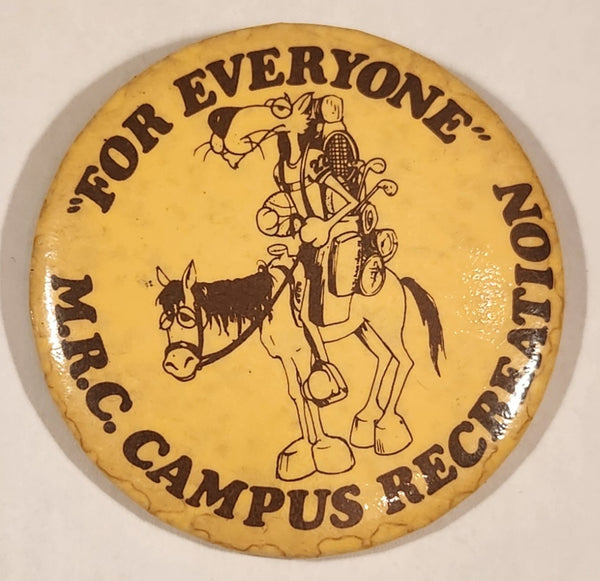 "FOR EVERYONE"
M.R.C. CAMPUS RECREATION